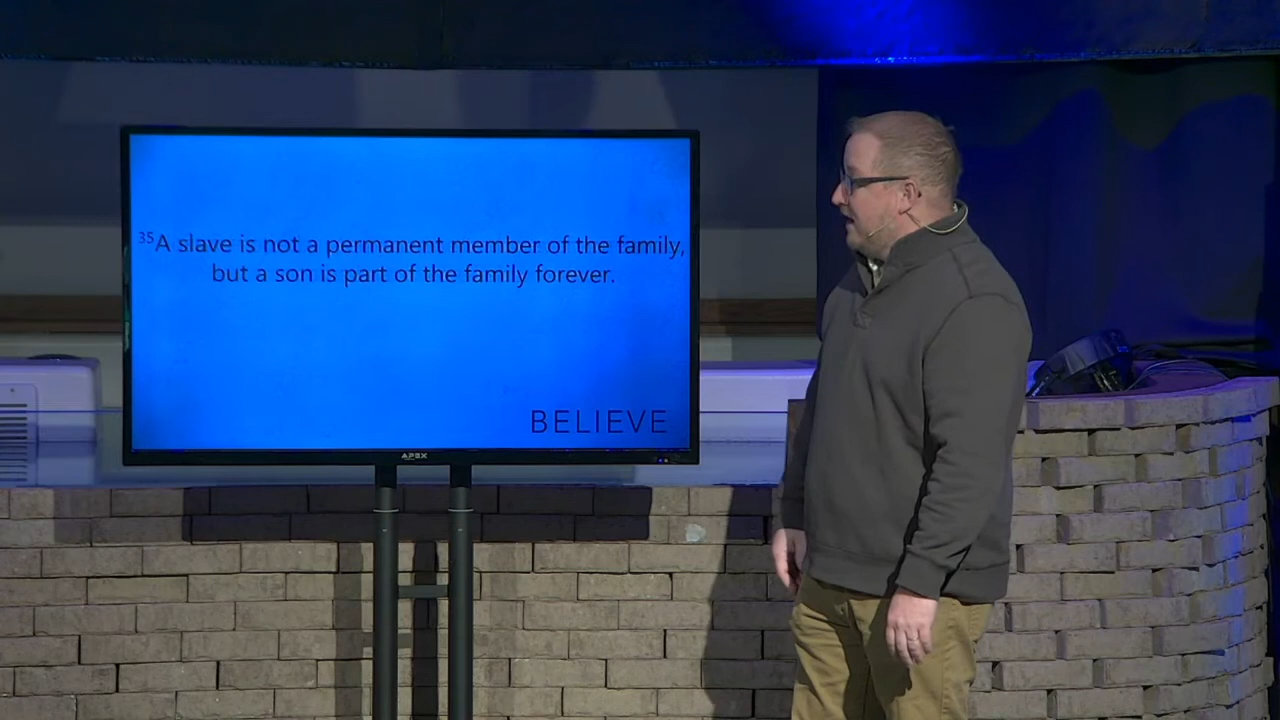 ³⁵A slave is not a permanent member of the family,
but a son is part of the family forever.
BELIEVE
APEX